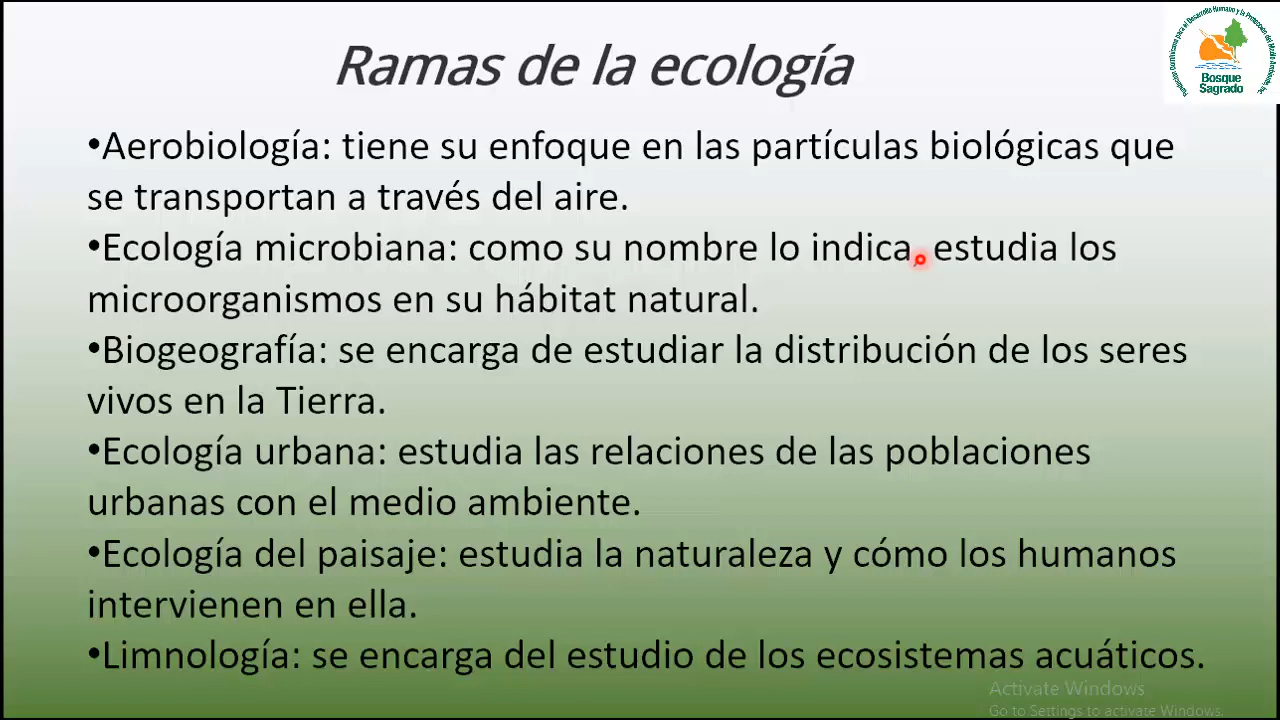 Ramas de la ecología
Bosque
Sagrado
•Aerobiología: tiene su enfoque en las partículas biológicas que
se transportan a través del aire.
•Ecología microbiana: como su nombre lo indica, estudia los
microorganismos en su hábitat natural.
•Biogeografía: se encarga de estudiar la distribución de los seres
vivos en la Tierra.
•Ecología urbana: estudia las relaciones de las poblaciones
urbanas con el medio ambiente.
•Ecología del paisaje: estudia la naturaleza y cómo los humanos
intervienen en ella.
•Limnología: se encarga del estudio de los ecosistemas acuáticos.
Activate Windows
Go to Settings to activate Windows.